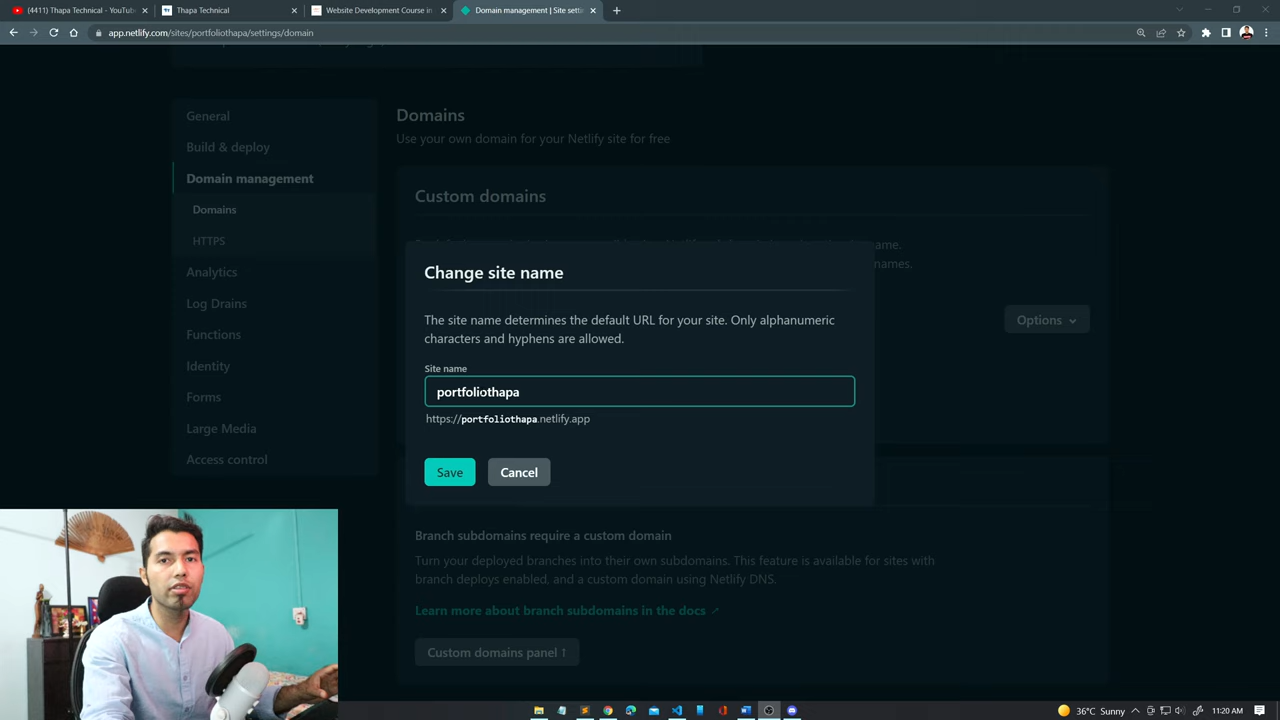 (4411) Thapa Technical - YouTub
Thapa Technical
Website Development Course in
Domain management | Site sett
app.netlify.com/sites/portfoliothapa/settings/domain
General
Build & deploy
Domain management
Domains
HTTPS
Analytics
Log Drains
Functions
Identity
Forms
Large Media
Access control
Domains
Use your own domain for your Netlify site for free
Custom domains
name.
names.
Options
Change site name
The site name determines the default URL for your site. Only alphanumeric
characters and hyphens are allowed.
Site name
portfoliothapa
https://portfoliothapa.netlify.app
Save
Cancel
Branch subdomains require a custom domain
Turn your deployed branches into their own subdomains. This feature is available for sites with
branch deploys enabled, and a custom domain using Netlify DNS.
Learn more about branch subdomains in the docs ↗
Custom domains panel ↑
36°C Sunny
11:20 AM